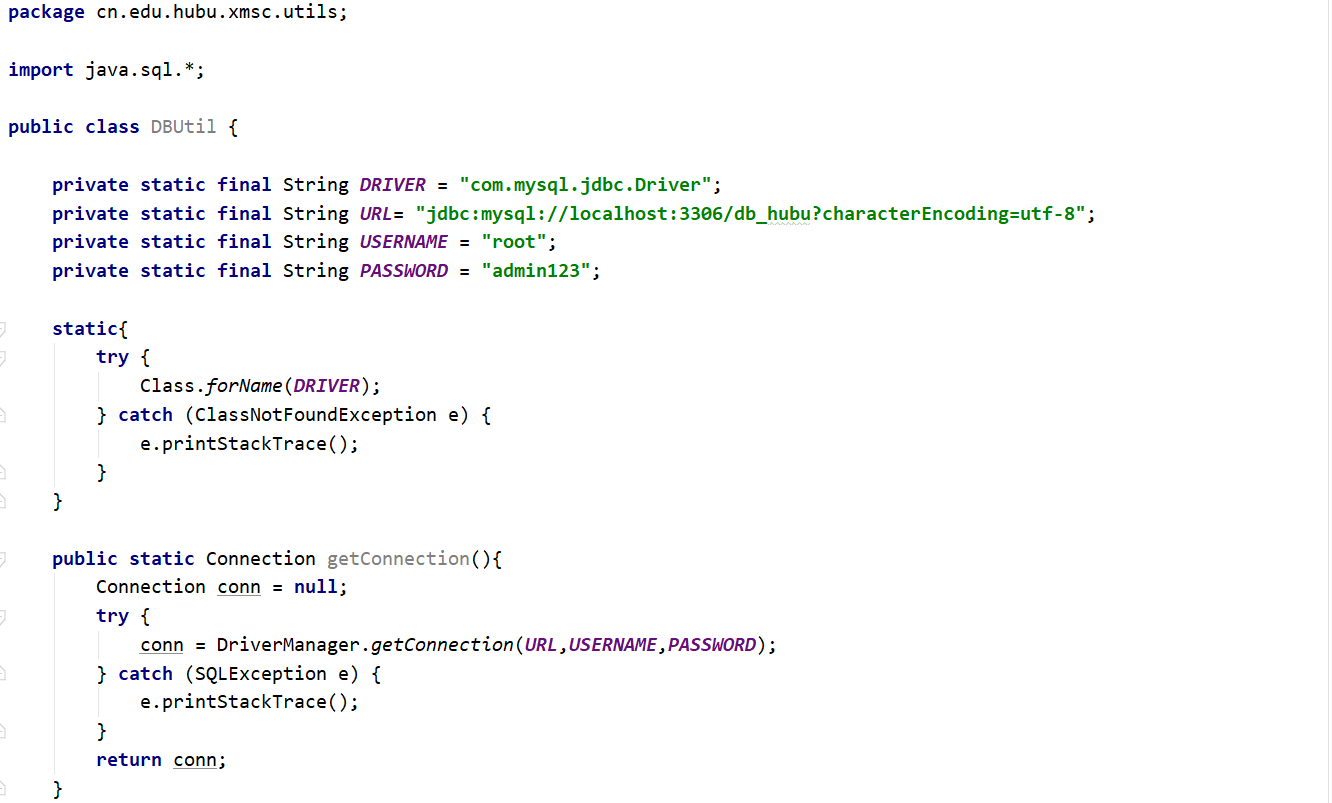 package cn.edu.hubu.xmsc.utils;
import java.sql.*;
public class DBUtil {
private static final String DRIVER = "com.mysql.jdbc.Driver";
private static final String URL= "jdbc:mysql://localhost:3306/db_hubu?characterEncoding=utf-8";
private static final String USERNAME = "root";
private static final String PASSWORD = "admin123";
static{
try {
Class.forName(DRIVER);
} catch (ClassNotFoundException e) {
e.printStackTrace();
}
}
public static Connection getConnection(){
Connection conn = null;
try {
conn = DriverManager.getConnection(URL,USERNAME,PASSWORD);
} catch (SQLException e) {
e.printStackTrace();
}
return conn;
}